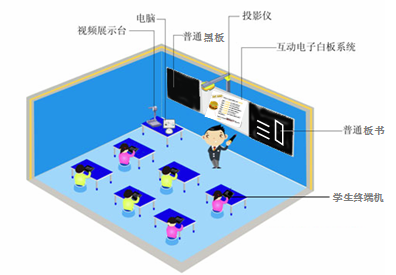 投影仪
电脑
视频展示台
普通黑板
互动电子白板系统
普通板书
学生终端机